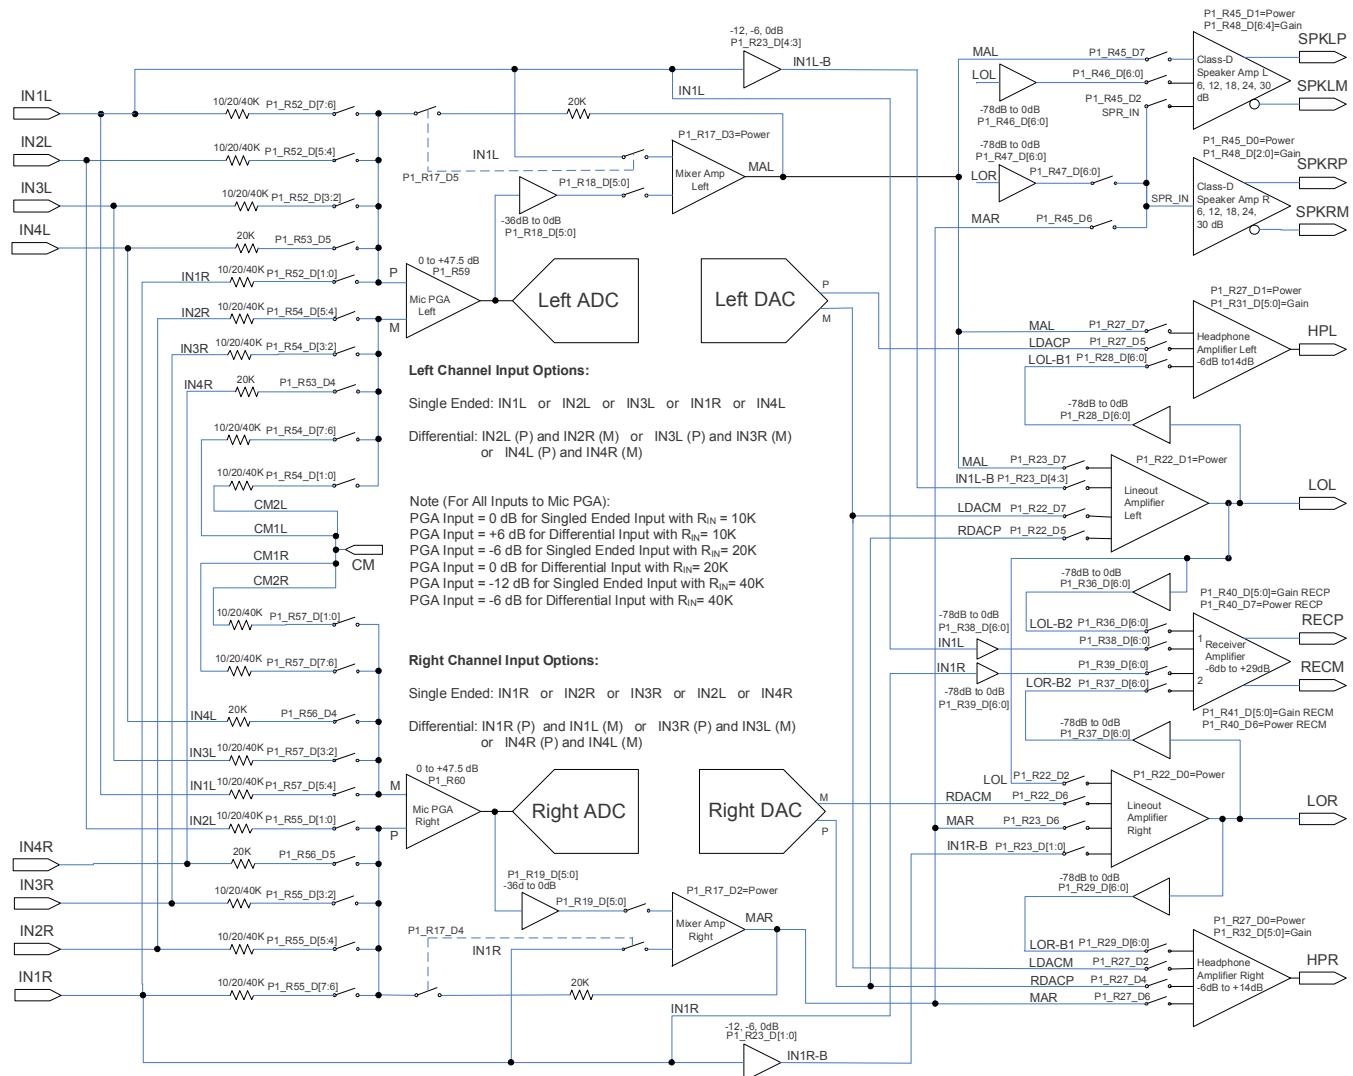 -12, -6, 0dB
P1_R23_D[4:3]
IN1L-B
IN1L
IN1L
10/20/40K P1_R52_D[7:6]
20K
IN2L
10/20/40K P1_R52_D[5:4]
P1_R17_D3=Power
IN1L
Mixer Amp
Left
MAL
P1_R17_D5
P1_R18_D[5:0]
-36dB to 0dB
P1_R18_D[5:0]
IN3L
10/20/40K P1_R52_D[3:2]
IN4L
20K P1_R53_D5
IN1R 10/20/40K P1_R52_D[1:0]
0 to +47.5 dB
P1_R59
P
Mic PGA
Left
M
IN2R 10/20/40K P1_R54_D[5:4]
IN3R 10/20/40K P1_R54_D[3:2]
IN4R 20K P1_R53_D4
10/20/40K P1_R54_D[7:6]
10/20/40K P1_R54_D[1:0]
CM2L
CM1L
CM1R
CM
CM2R
Left ADC
Left DAC
P
M
Left Channel Input Options:
Single Ended: IN1L or IN2L or IN3L or IN1R or IN4L
Differential: IN2L (P) and IN2R (M) or IN3L (P) and IN3R (M)
or IN4L (P) and IN4R (M)
Note (For All Inputs to Mic PGA):
PGA Input = 0 dB for Singled Ended Input with RIN = 10K
PGA Input = +6 dB for Differential Input with RIN = 10K
PGA Input = -6 dB for Singled Ended Input with RIN= 20K
PGA Input = 0 dB for Differential Input with RIN= 20K
PGA Input = -12 dB for Singled Ended Input with RIN= 40K
PGA Input = -6 dB for Differential Input with RIN= 40K
Right Channel Input Options:
Single Ended: IN1R or IN2R or IN3R or IN2L or IN4R
Differential: IN1R (P) and IN1L (M) or IN3R (P) and IN3L (M)
or IN4R (P) and IN4L (M)
10/20/40K P1_R57_D[1:0]
10/20/40K P1_R57_D[7:6]
IN4L 20K P1_R56_D4
IN3L 10/20/40K P1_R57_D[3:2]
IN1L 10/20/40K P1_R57_D[5:4]
IN2L 10/20/40K P1_R55_D[1:0]
0 to +47.5 dB
P1_R60
M
Mic PGA
Right
P
Right ADC
Right DAC
M
P
IN4R
20K P1_R56_D5
IN3R
10/20/40K P1_R55_D[3:2]
IN2R
10/20/40K P1_R55_D[5:4]
IN1R
10/20/40K P1_R55_D[7:6]
P1_R19_D[5:0]
-36d to 0dB
P1_R19_D[5:0]
P1_R17_D2=Power
P1_R17_D4
IN1R
Mixer Amp
Right
MAR
20K
IN1R
-12, -6, 0dB
P1_R23_D[1:0]
IN1R-B
P1_R45_D1=Power
P1_R48_D[6:4]=Gain
MAL P1_R45_D7
LOL
P1_R46_D[6:0]
-78dB to 0dB
P1_R46_D[6:0]
P1_R45_D2
SPR_IN
Class-D
Speaker Amp L
6, 12, 18, 24, 30
dB
SPKLP
SPKLM
-78dB to 0dB
P1_R47_D[6:0]
LOR
P1_R47_D[6:0]
MAR P1_R45_D6
SPR_IN
P1_R45_D0=Power
P1_R48_D[2:0]=Gain
Class-D
Speaker Amp R
6, 12, 18, 24,
30 dB
SPKRP
SPKRM
P1_R27_D1=Power
P1_R31_D[5:0]=Gain
MAL P1_R27_D7
LDACP P1_R27_D5
LOL-B1 P1_R28_D[6:0]
Headphone
Amplifier Left
-6dB to14dB
HPL
-78dB to 0dB
P1_R28_D[6:0]
MAL P1_R23_D7
IN1L-B P1_R23_D[4:3]
LDACM P1_R22_D7
RDACP P1_R22_D5
P1_R22_D1=Power
Lineout
Amplifier
Left
LOL
-78dB to 0dB
P1_R36_D[6:0]
-78dB to 0dB
P1_R38_D[6:0]
IN1L
IN1R
-78dB to 0dB
P1_R39_D[6:0]
LOL-B2 P1_R36_D[6:0]
P1_R38_D[6:0]
P1_R39_D[6:0]
LOR-B2 P1_R37_D[6:0]
P1_R40_D[5:0]=Gain RECP
P1_R40_D7=Power RECP
1
Receiver
Amplifier
-6db to +29dB
2
RECP
RECM
P1_R41_D[5:0]=Gain RECM
P1_R40_D6=Power RECM
-78dB to 0dB
P1_R37_D[6:0]
LOL P1_R22_D2
RDACM P1_R22_D6
MAR P1_R23_D6
IN1R-B P1_R23_D[1:0]
P1_R22_D0=Power
Lineout
Amplifier
Right
LOR
-78dB to 0dB
P1_R29_D[6:0]
P1_R27_D0=Power
P1_R32_D[5:0]=Gain
LOR-B1 P1_R29_D[6:0]
LDACM P1_R27_D2
RDACP P1_R27_D4
MAR P1_R27_D6
Headphone
Amplifier Right
-6dB to +14dB
HPR